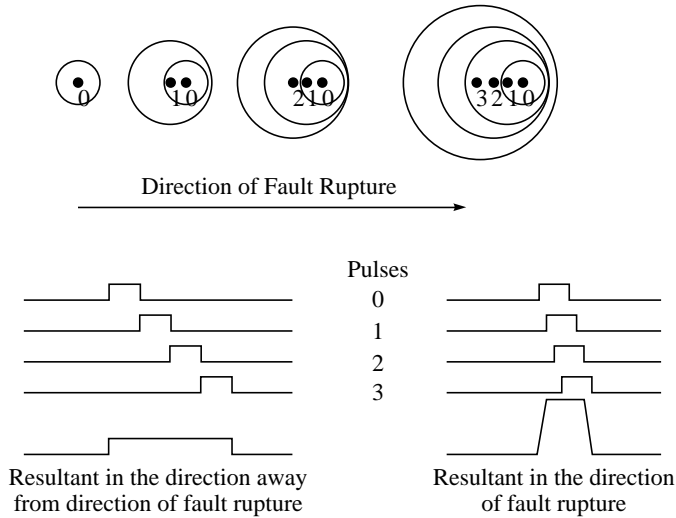 0
10
210
3210
Direction of Fault Rupture
Pulses
0
1
2
3
Resultant in the direction away
from direction of fault rupture
Resultant in the direction
of fault rupture